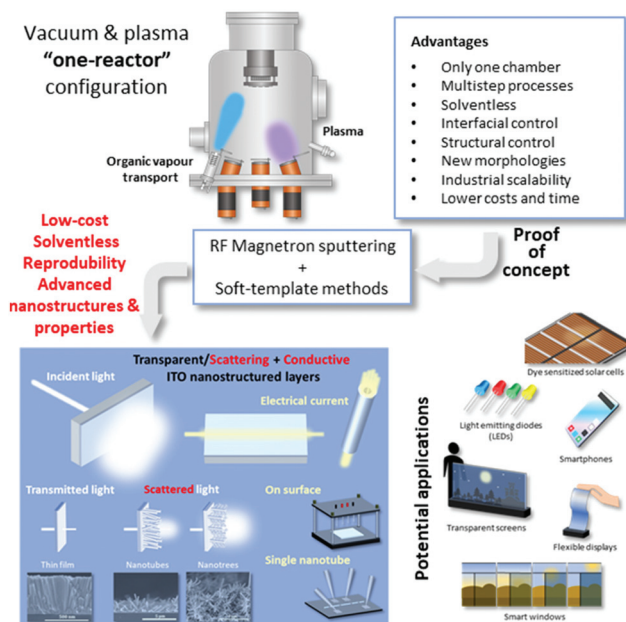 Vacuum & plasma
“one-reactor”
configuration
Organic vapour
transport
Plasma
Advantages
• Only one chamber
• Multistep processes
• Solventless
• Interfacial control
• Structural control
• New morphologies
• Industrial scalability
• Lower costs and time
Low-cost
Solventless
Reprodubility
Advanced
nanostructures &
properties
RF Magnetron sputtering
+
Soft-template methods
Proof
of
concept
Transparent/Scattering + Conductive
ITO nanostructured layers
Incident light
Electrical current
Transmitted light
Scattered light
On surface
Thin film
Nanotubes
Nanotrees
Single nanotube
Potential applications
Dye sensitized solar cells
Light emitting diodes
(LEDs)
Smartphones
Transparent screens
Flexible displays
Smart windows